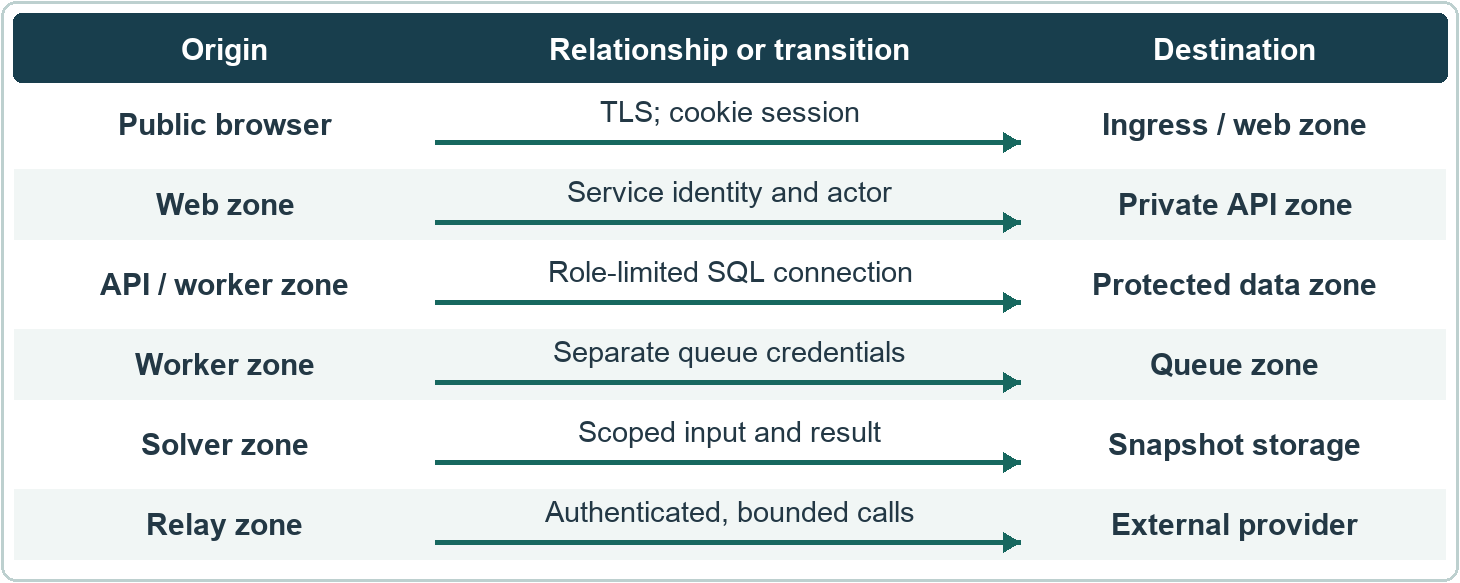 Origin Relationship or transition Destination
Public browser TLS; cookie session Ingress / web zone
Web zone Service identity and actor Private API zone
API / worker zone Role-limited SQL connection Protected data zone
Worker zone Separate queue credentials Queue zone
Solver zone Scoped input and result Snapshot storage
Relay zone Authenticated, bounded calls External provider